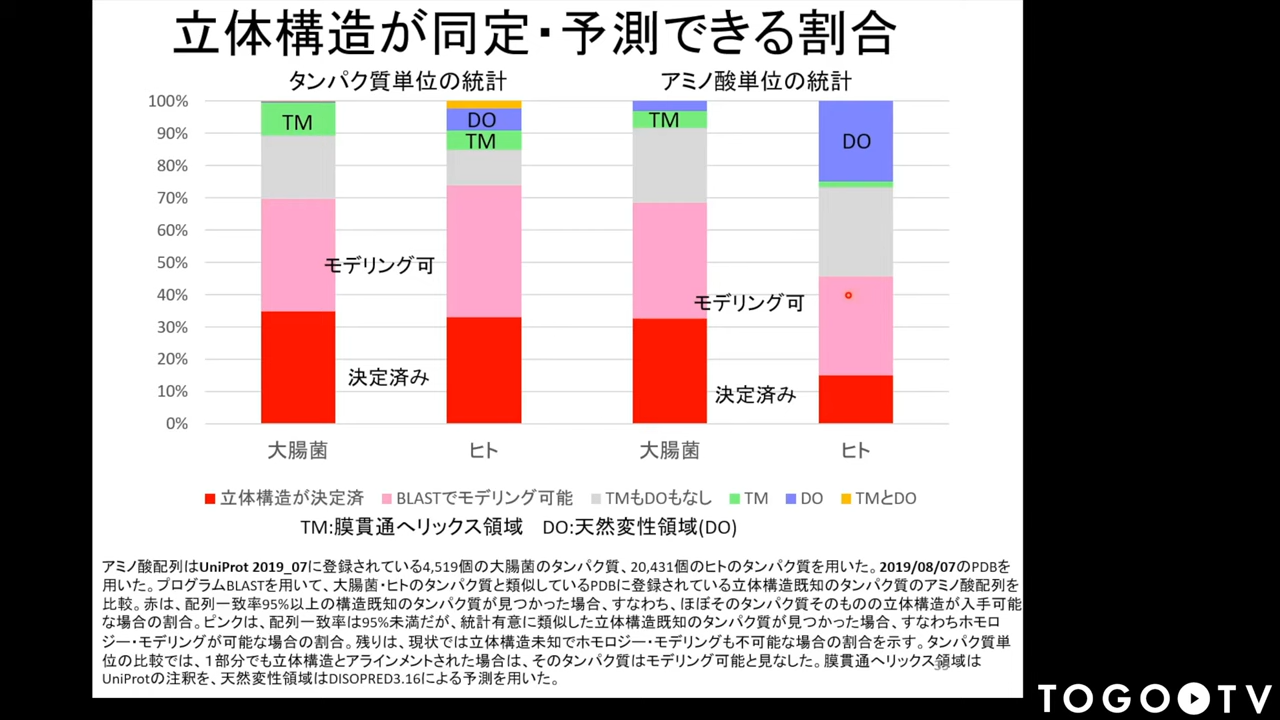 立体構造が同定・予測できる割合
タンパク質単位の統計
アミノ酸単位の統計
100%
90%
80%
70%
60%
50%
40%
30%
20%
10%
0%
TM
DO
TM
TM
DO
モデリング可
モデリング可
決定済み
決定済み
大腸菌
ヒト
大腸菌
ヒト
立体構造が決定済 BLASTでモデリング可能 TMもDOもなし TM DO TMとDO
TM:膜貫通ヘリックス領域 DO:天然変性領域(DO)
アミノ酸配列はUniProt 2019_07に登録されている4,519個の大腸菌のタンパク質、20,431個のヒトのタンパク質を用いた。2019/08/07のPDB
を用いた。プログラムBLASTを用いて、大腸菌・ヒトのタンパク質と類似しているPDBに登録されている立体構造既知のタンパク質のアミノ酸配列を
比較。赤は、配列一致率95%以上の構造既知のタンパク質が見つかった場合、すなわち、ほぼそのタンパク質そのものの立体構造が入手可能
な場合の割合。ピンクは、配列一致率は95%未満だが、統計有意に類似した立体構造既知のタンパク質が見つかった場合、すなわちホモロ
ジー・モデリングが可能な場合の割合。残りは、現状では立体構造未知でホモロジー・モデリングも不可能な場合の割合を示す。タンパク質単
位の比較では、1部分でも立体構造とアラインメントされた場合は、そのタンパク質はモデリング可能と見なした。膜貫通ヘリックス領域は
UniProtの注釈を、天然変性領域はDISOPRED3.16による予測を用いた。
TOGO TV